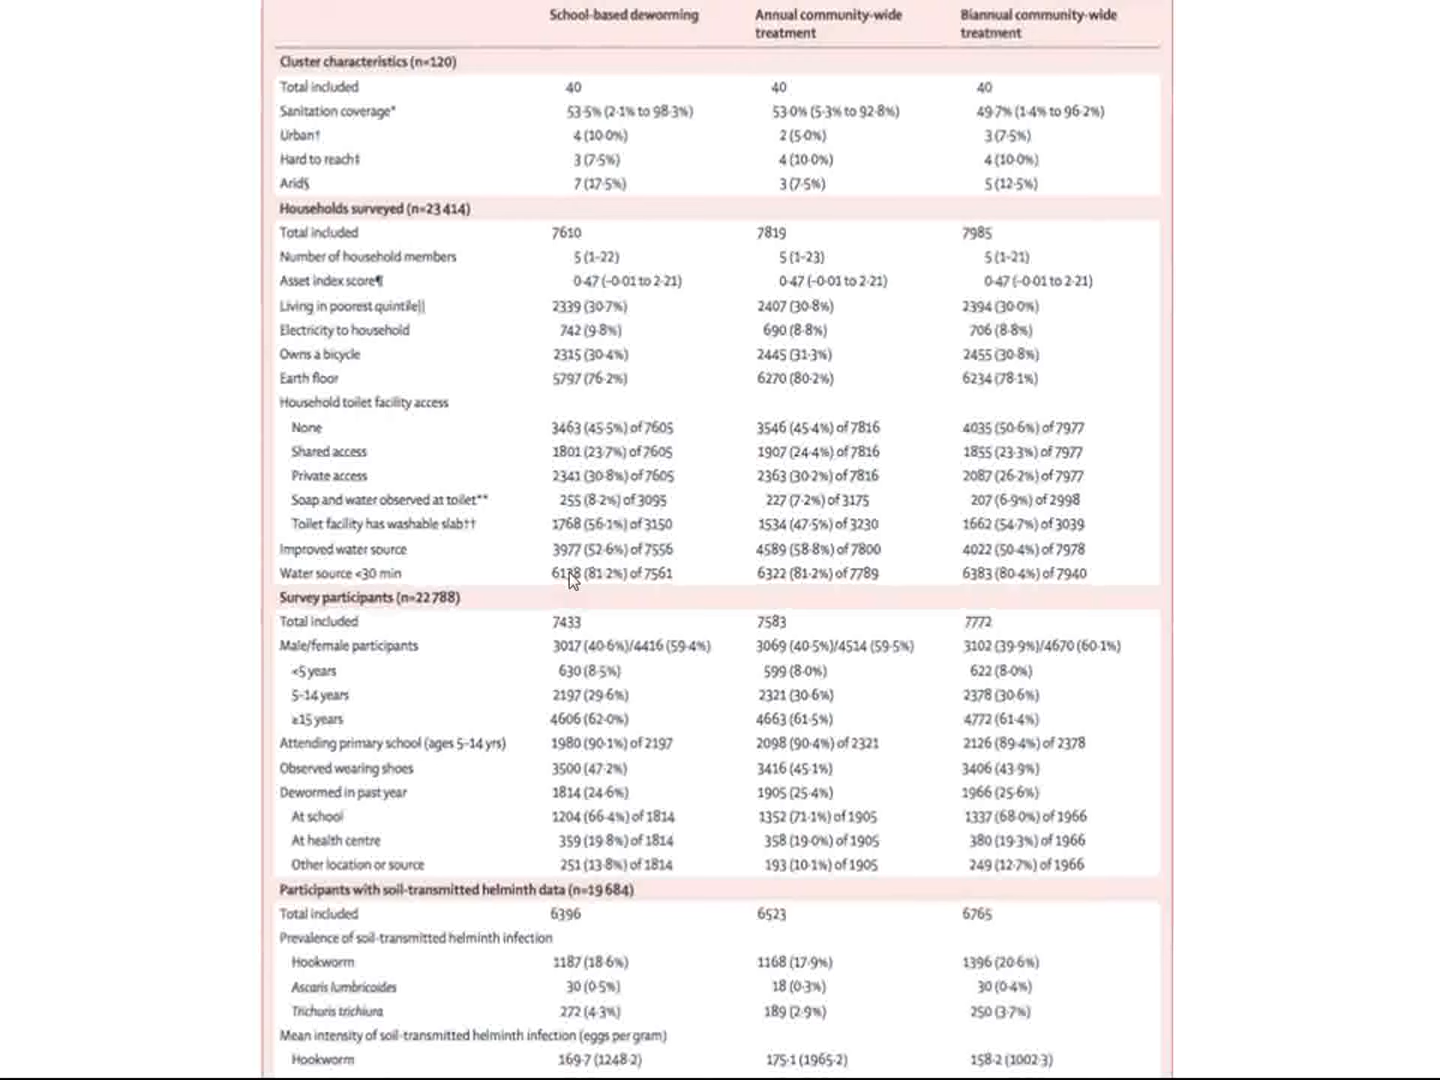 School-based deworming Annual community-wide treatment Biannual community-wide treatment
Cluster characteristics (n=120)
Total included 40 40 40
Sanitation coverage* 53·5% (2·1% to 98·3%) 53·0% (5·3% to 92·8%) 49·7% (1·4% to 96·2%)
Urban† 4 (10·0%) 2 (5·0%) 3 (7·5%)
Hard to reach‡ 3 (7·5%) 4 (10·0%) 4 (10·0%)
Arid§ 7 (17·5%) 3 (7·5%) 5 (12·5%)
Households surveyed (n=23 414)
Total included 7610 7819 7985
Number of household members 5 (1–22) 5 (1–23) 5 (1–21)
Asset index score¶ 0·47 (–0·01 to 2·21) 0·47 (–0·01 to 2·21) 0·47 (–0·01 to 2·21)
Living in poorest quintile|| 2339 (30·7%) 2407 (30·8%) 2394 (30·0%)
Electricity to household 742 (9·8%) 690 (8·8%) 706 (8·8%)
Owns a bicycle 2315 (30·4%) 2445 (31·3%) 2455 (30·8%)
Earth floor 5797 (76·2%) 6270 (80·2%) 6234 (78·1%)
Household toilet facility access
None 3463 (45·5%) of 7605 3546 (45·4%) of 7816 4035 (50·6%) of 7977
Shared access 1801 (23·7%) of 7605 1907 (24·4%) of 7816 1855 (23·3%) of 7977
Private access 2341 (30·8%) of 7605 2363 (30·2%) of 7816 2087 (26·2%) of 7977
Soap and water observed at toilet** 255 (8·2%) of 3095 227 (7·2%) of 3175 207 (6·9%) of 2998
Toilet facility has washable slab†† 1768 (56·1%) of 3150 1534 (47·5%) of 3230 1662 (54·7%) of 3039
Improved water source 3977 (52·6%) of 7556 4589 (58·8%) of 7800 4022 (50·4%) of 7978
Water source <30 min (81·2%) of 7561 6322 (81·2%) of 7789 6383 (80·4%) of 7940
Survey participants (n=22 788)
Total included 7433 7583 7772
Male/female participants 3017 (40·6%)/4416 (59·4%) 3069 (40·5%)/4514 (59·5%) 3102 (39·9%)/4670 (60·1%)
<5 years 630 (8·5%) 599 (8·0%) 622 (8·0%)
5–14 years 2197 (29·6%) 2321 (30·6%) 2378 (30·6%)
≥15 years 4606 (62·0%) 4663 (61·5%) 4772 (61·4%)
Attending primary school (ages 5–14 yrs) 1980 (90·1%) of 2197 2098 (90·4%) of 2321 2126 (89·4%) of 2378
Observed wearing shoes 3500 (47·2%) 3416 (45·1%) 3406 (43·9%)
Dewormed in past year 1814 (24·6%) 1905 (25·4%) 1966 (25·6%)
At school 1204 (66·4%) of 1814 1352 (71·1%) of 1905 1337 (68·0%) of 1966
At health centre 359 (19·8%) of 1814 358 (19·0%) of 1905 380 (19·3%) of 1966
Other location or source 251 (13·8%) of 1814 193 (10·1%) of 1905 249 (12·7%) of 1966
Participants with soil-transmitted helminth data (n=19 684)
Total included 6396 6523 6765
Prevalence of soil-transmitted helminth infection
Hookworm 1187 (18·6%) 1168 (17·9%) 1396 (20·6%)
Ascaris lumbricoides 30 (0·5%) 18 (0·3%) 30 (0·4%)
Trichuris trichiura 272 (4·3%) 189 (2·9%) 250 (3·7%)
Mean intensity of soil-transmitted helminth infection (eggs per gram)
Hookworm 169·7 (1248·2) 175·1 (1965·2) 158·2 (1002·3)